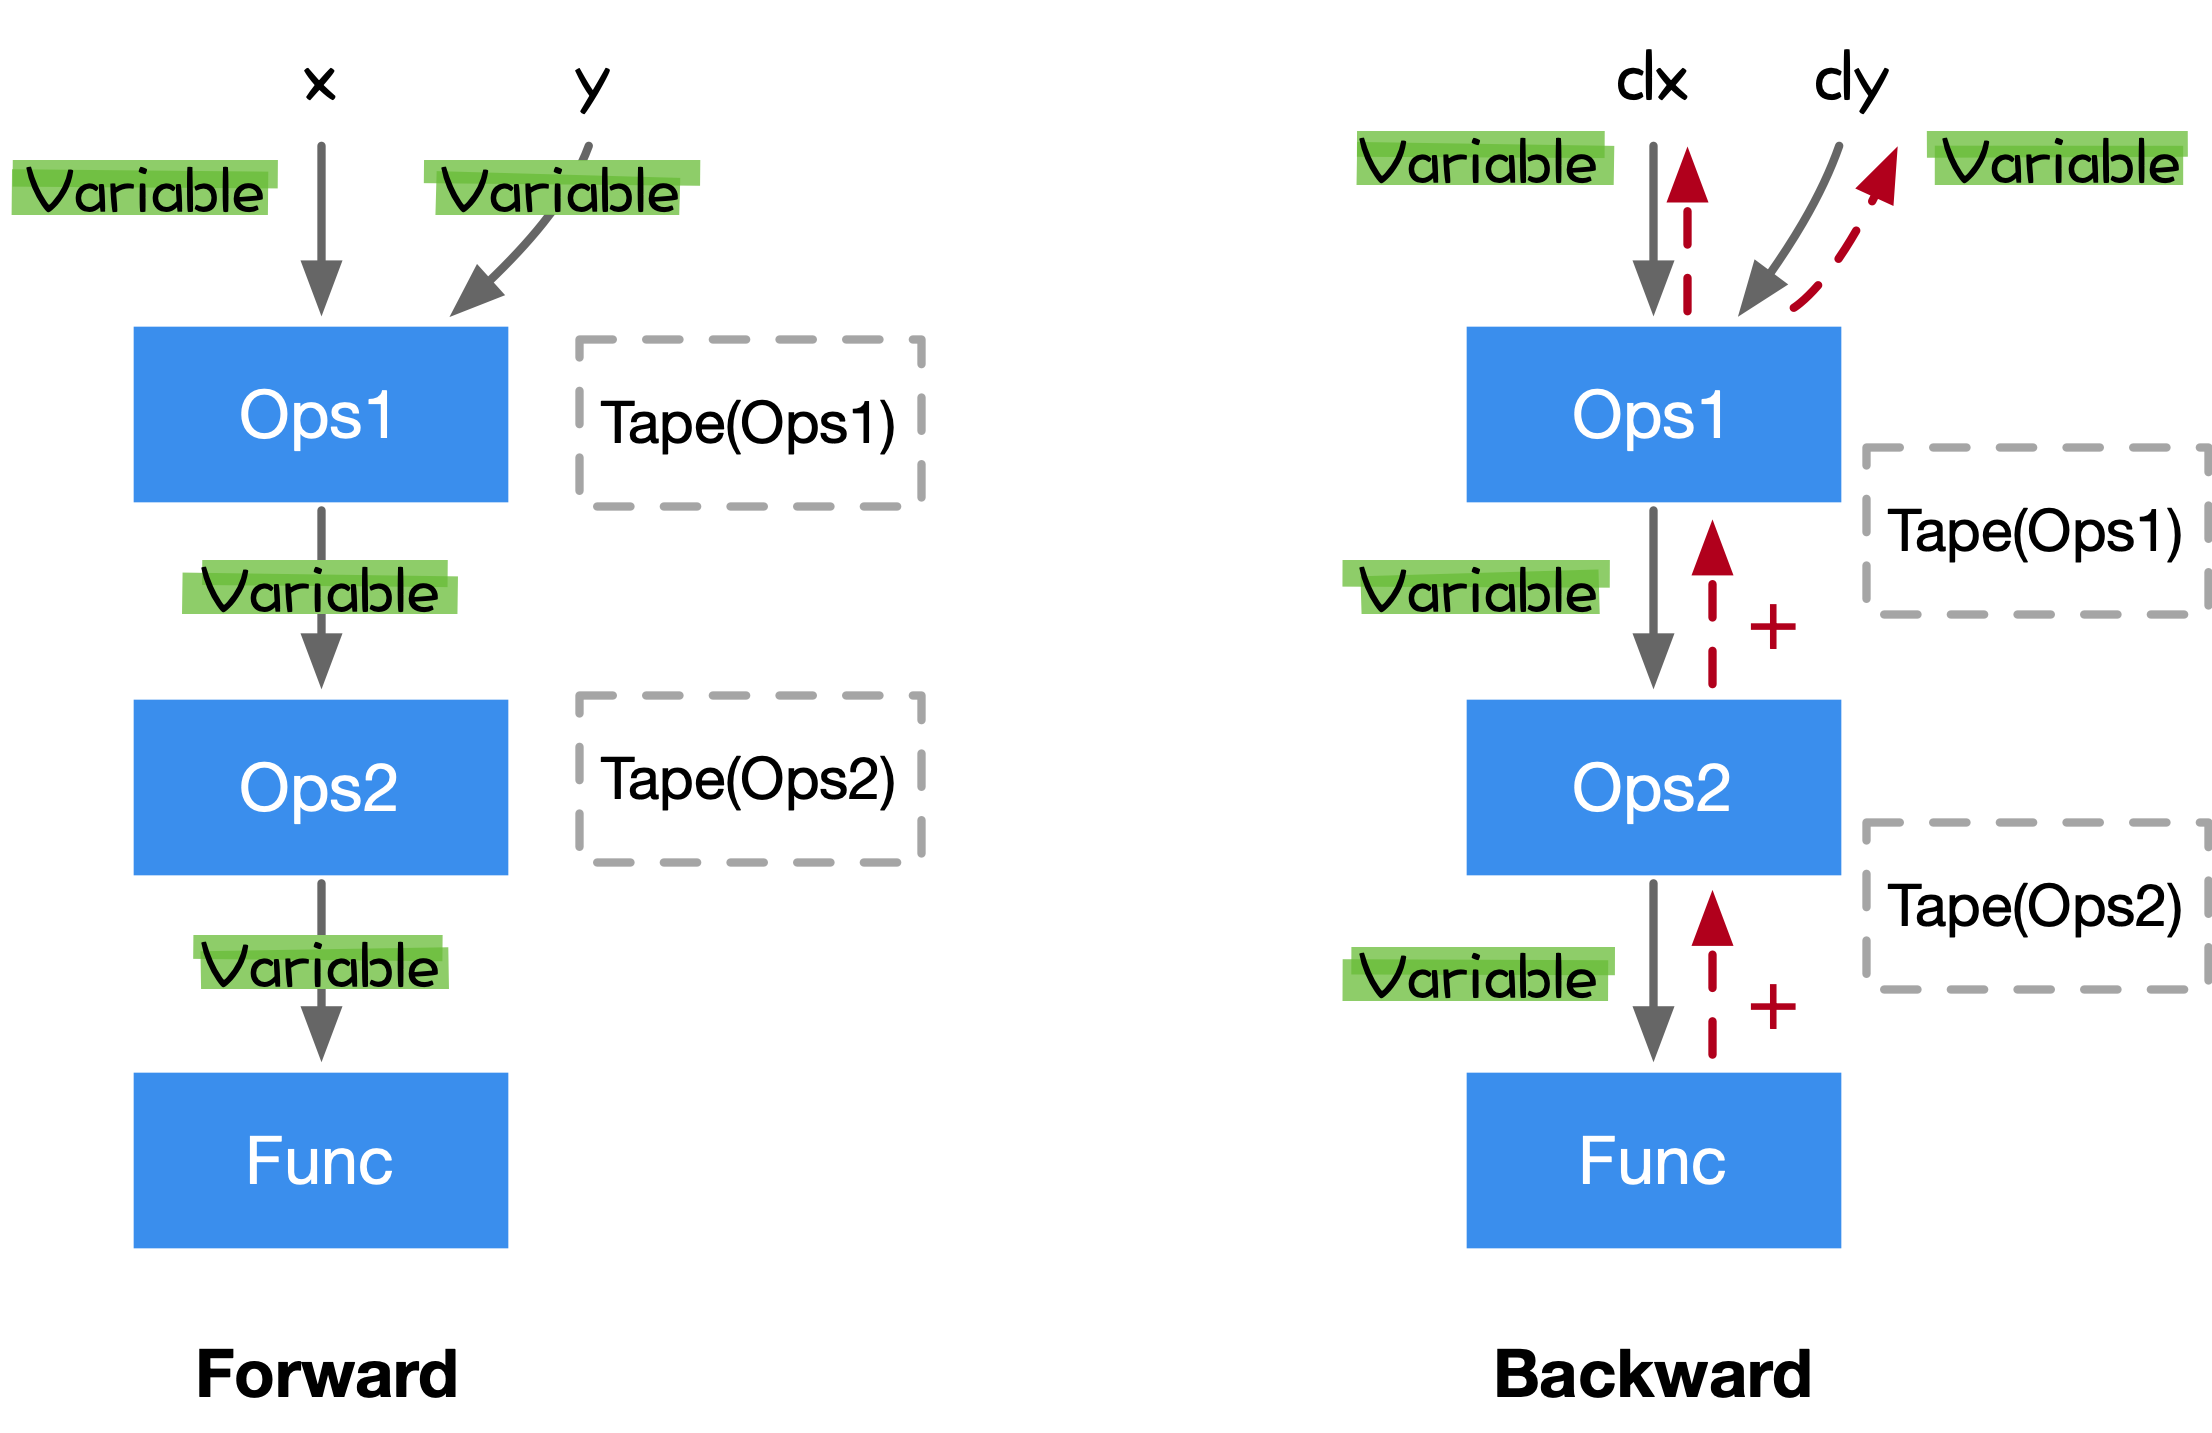 x
y
Variable
Variable
Ops1
Tape(Ops1)
Variable
Ops2
Tape(Ops2)
Variable
Func
Forward
dx
dy
Variable
Variable
Ops1
Tape(Ops1)
Variable
+
Ops2
Tape(Ops2)
Variable
+
Func
Backward